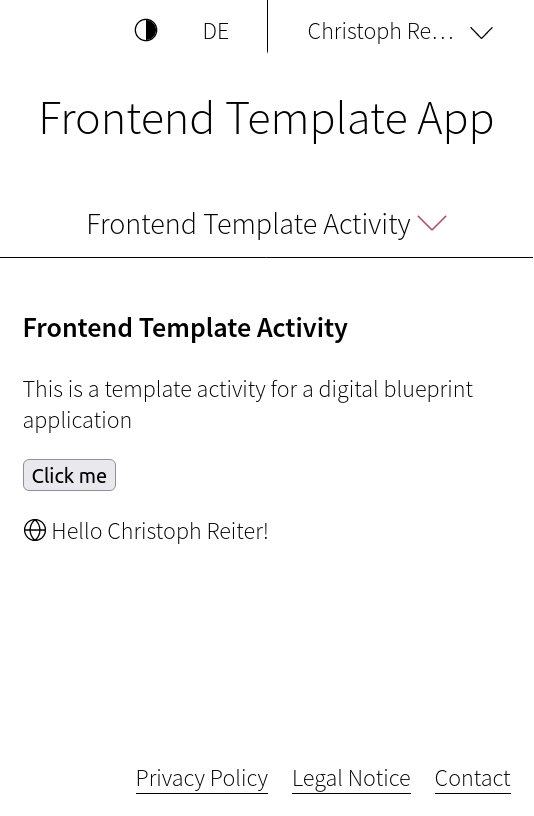 DE
Christoph Re…
Frontend Template App
Frontend Template Activity
Frontend Template Activity
This is a template activity for a digital blueprint
application
Click me
Hello Christoph Reiter!
Privacy Policy Legal Notice Contact